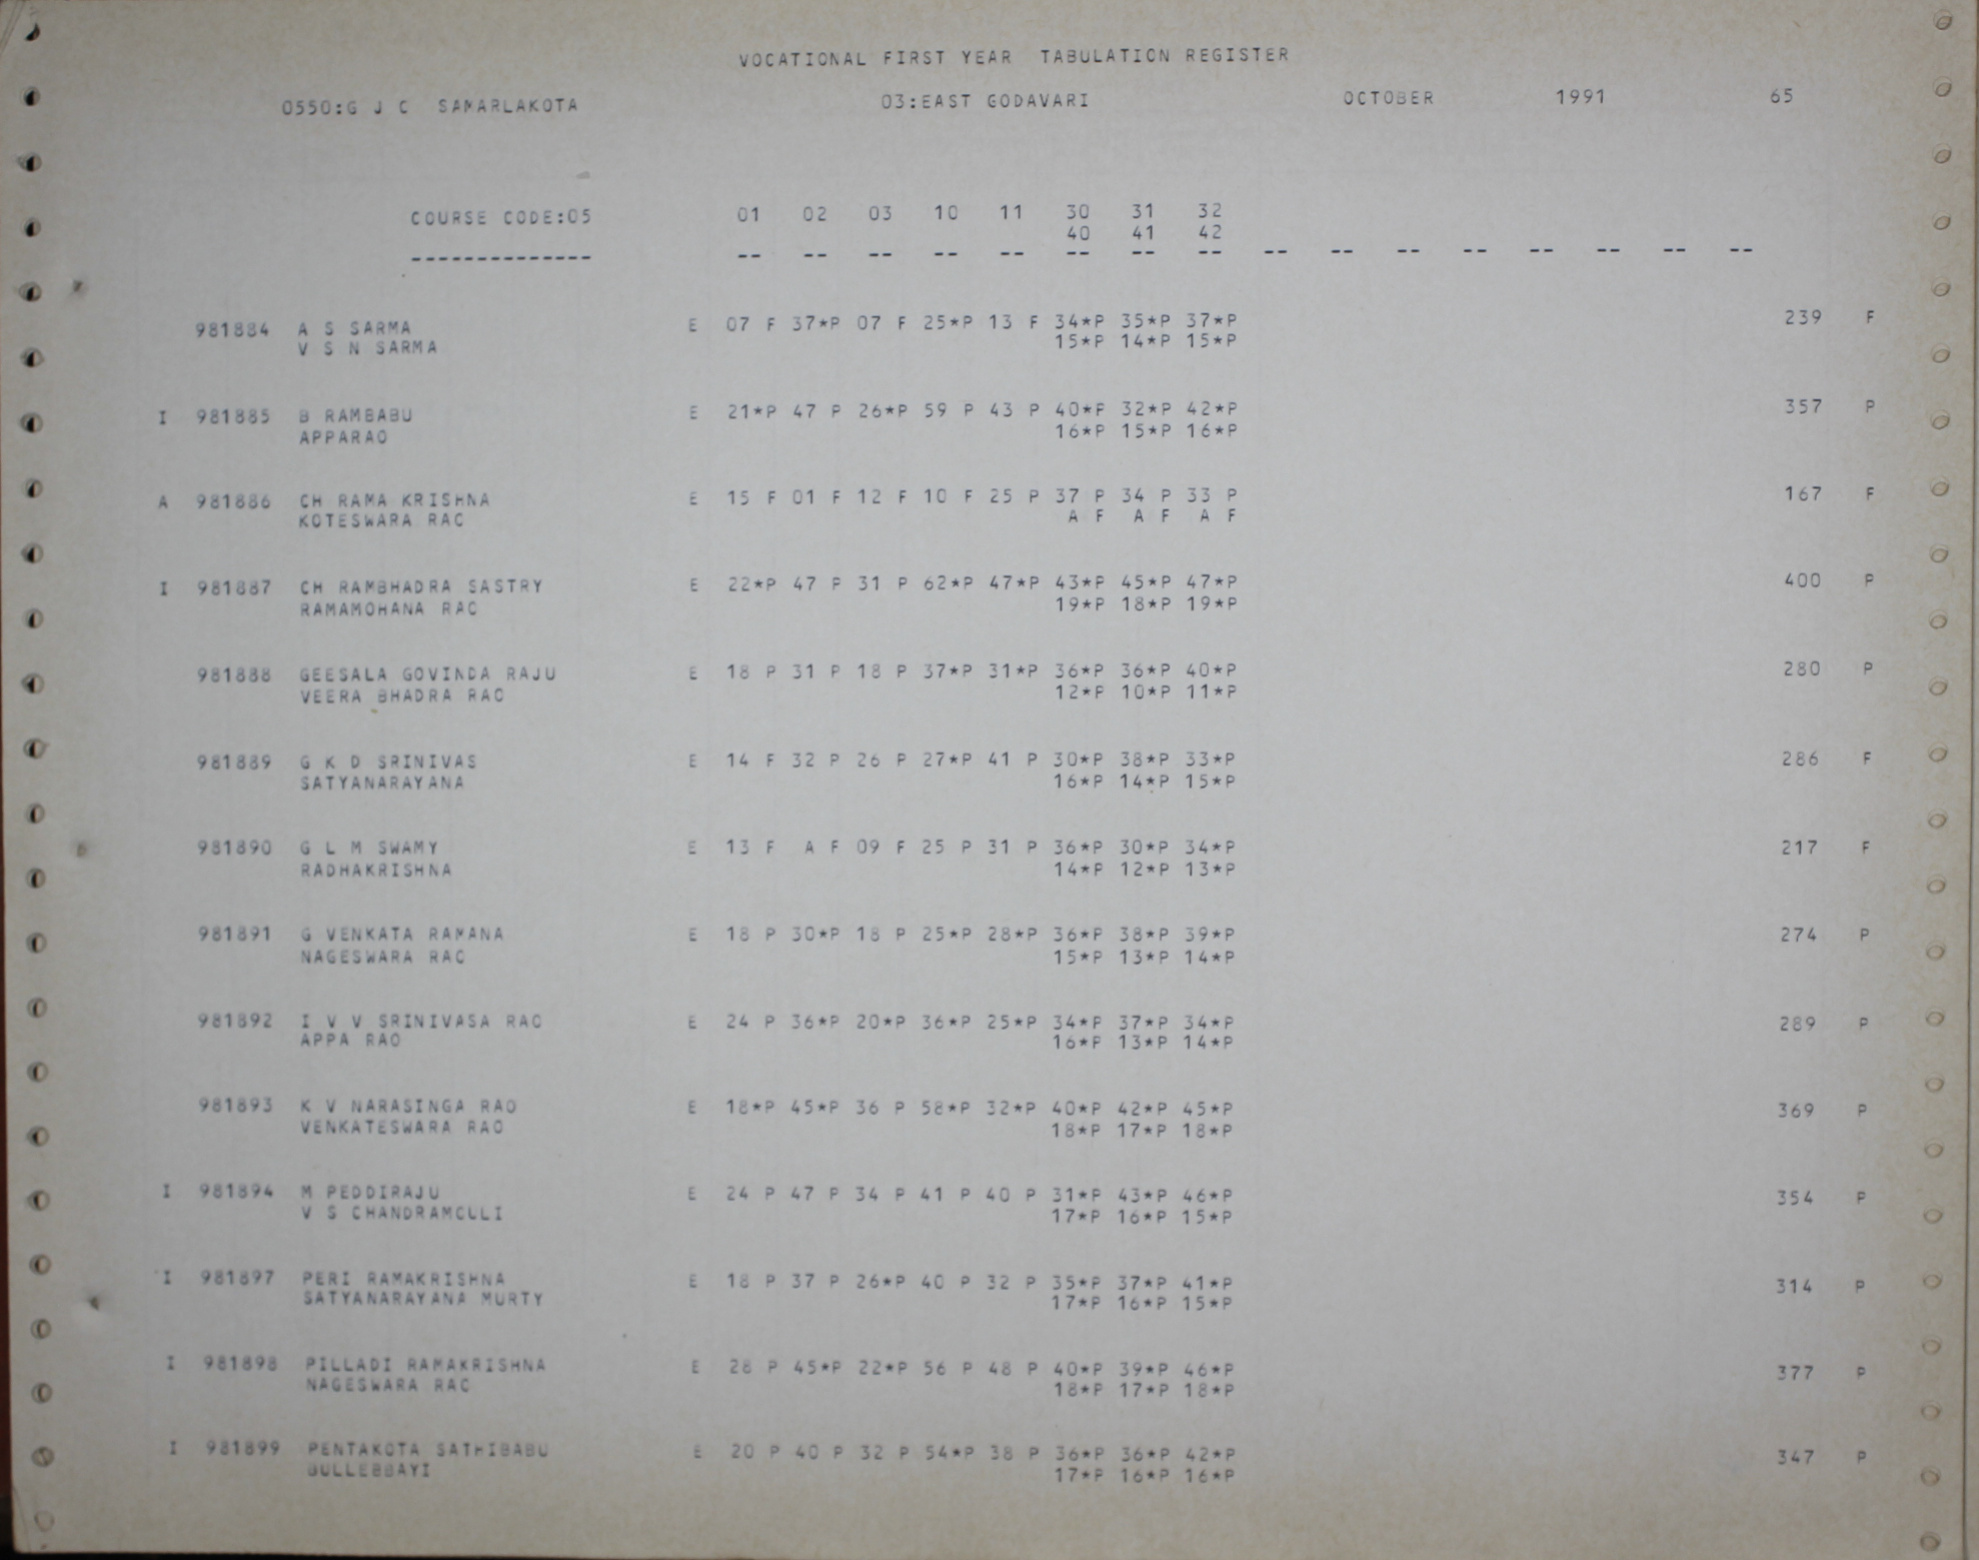 VOCATIONAL FIRST YEAR TABULATION REGISTER
0550:G J C SAMARLAKOTA 03:EAST GODAVARI OCTOBER 1991 65
COURSE CODE:05 01 02 03 10 11 30 31 32
40 41 42
-------------- -- -- -- -- -- -- -- -- -- -- -- -- -- -- -- --
981884 A S SARMA E 07 F 37*P 07 F 25*P 13 F 34*P 35*P 37*P 239 F
V S N SARMA 15*P 14*P 15*P
I 981885 B RAMBABU E 21*P 47 P 26*P 59 P 43 P 40*P 32*P 42*P 357 P
APPARAO 16*P 15*P 16*P
A 981886 CH RAMA KRISHNA E 15 F 01 F 12 F 10 F 25 P 37 P 34 P 33 P 167 F
KOTESWARA RAO A F A F A F
I 981887 CH RAMBHADRA SASTRY E 22*P 47 P 31 P 62*P 47*P 43*P 45*P 47*P 400 P
RAMAMOHANA RAO 19*P 18*P 19*P
981888 GEESALA GOVINDA RAJU E 18 P 31 P 18 P 37*P 31*P 36*P 36*P 40*P 280 P
VEERA BHADRA RAO 12*P 10*P 11*P
981889 G K D SRINIVAS E 14 F 32 P 26 P 27*P 41 P 30*P 38*P 33*P 286 F
SATYANARAYANA 16*P 14*P 15*P
981890 G L M SWAMY E 13 F A F 09 F 25 P 31 P 36*P 30*P 34*P 217 F
RADHAKRISHNA 14*P 12*P 13*P
981891 G VENKATA RAMANA E 18 P 30*P 18 P 25*P 28*P 36*P 38*P 39*P 274 P
NAGESWARA RAO 15*P 13*P 14*P
981892 I V V SRINIVASA RAO E 24 P 36*P 20*P 36*P 25*P 34*P 37*P 34*P 289 P
APPA RAO 16*P 13*P 14*P
981893 K V NARASINGA RAO E 18*P 45*P 36 P 58*P 32*P 40*P 42*P 45*P 369 P
VENKATESWARA RAO 18*P 17*P 18*P
I 981894 M PEDDIRAJU E 24 P 47 P 34 P 41 P 40 P 31*P 43*P 46*P 354 P
V S CHANDRAMOULI 17*P 16*P 15*P
I 981897 PERI RAMAKRISHNA E 18 P 37 P 26*P 40 P 32 P 35*P 37*P 41*P 314 P
SATYANARAYANA MURTY 17*P 16*P 15*P
I 981898 PILLADI RAMAKRISHNA E 28 P 45*P 22*P 56 P 48 P 40*P 39*P 46*P 377 P
NAGESWARA RAO 18*P 17*P 18*P
I 981899 PENTAKOTA SATHIBABU E 20 P 40 P 32 P 54*P 38 P 36*P 36*P 42*P 347 P
BULLEBBAYI 17*P 16*P 16*P